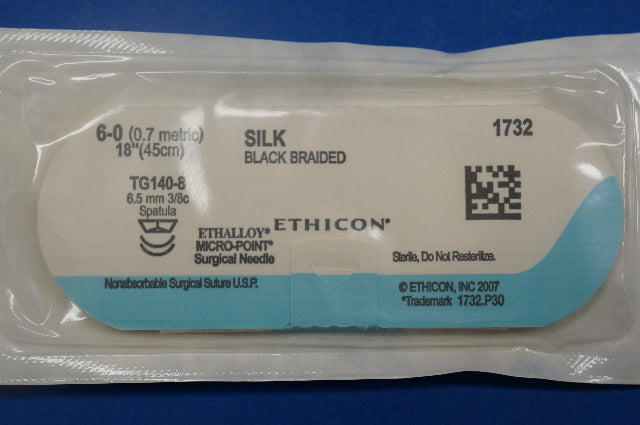 6-0 (0.7 metric)
18"(45cm)
SILK
BLACK BRAIDED
1732
TG140-8
6.5 mm 3/8c
Spatula
ETHALLOY*
MICRO-POINT*
Surgical Needle
ETHICON*
Sterile, Do Not Resterilize.
Nonabsorbable Surgical Suture U.S.P.
© ETHICON, INC 2007
*Trademark 1732.P30